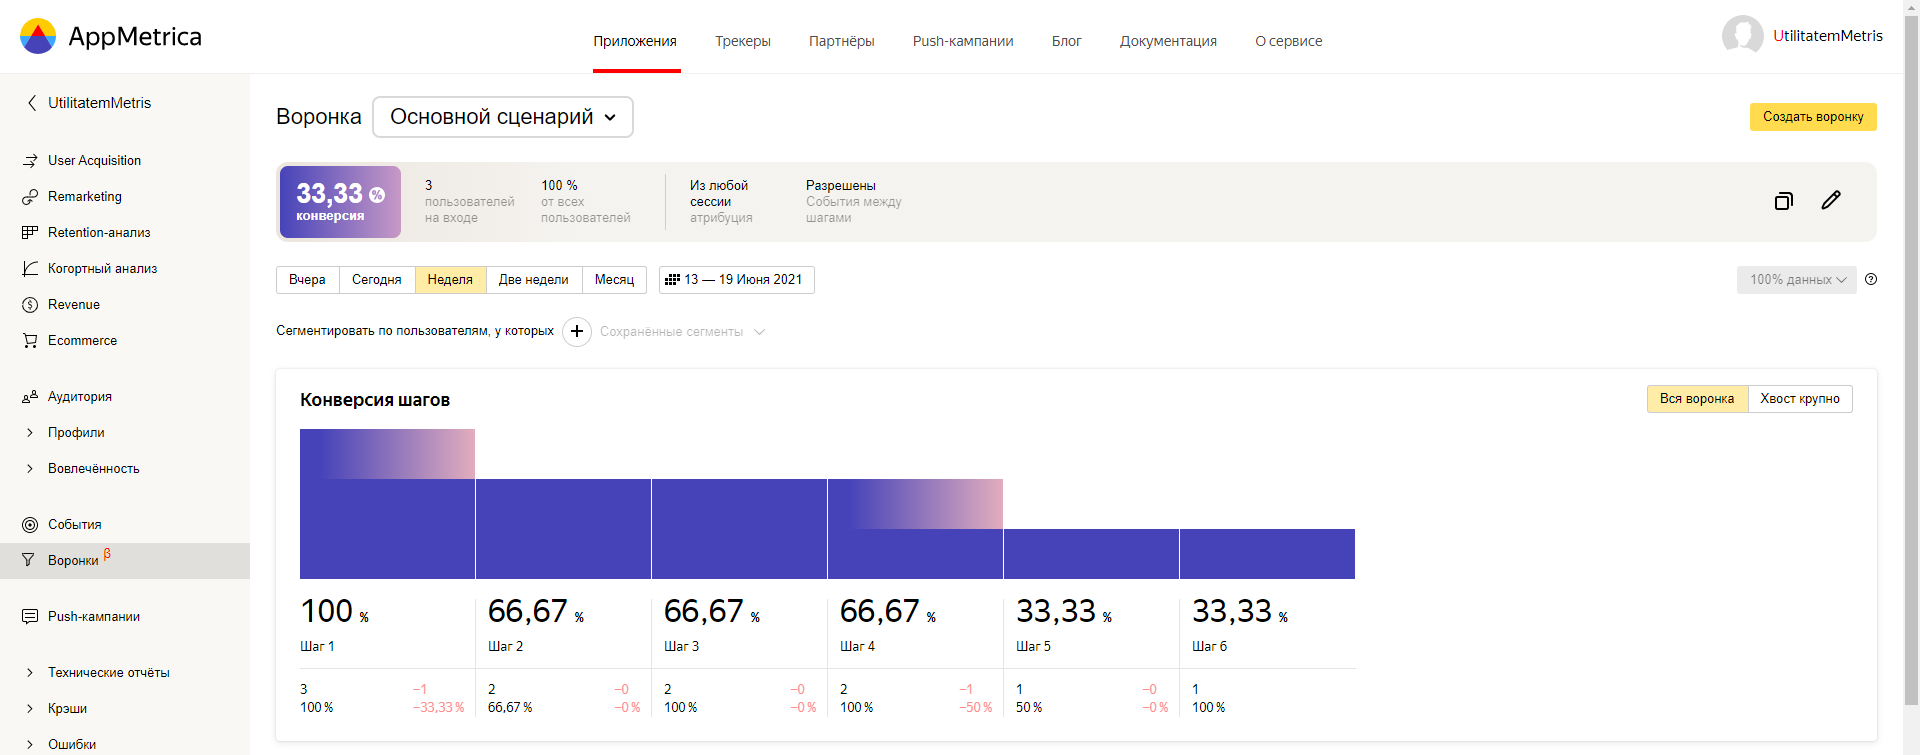 AppMetrica
Приложения Трекеры Партнёры Push-кампании Блог Документация О сервисе
UtilitatemMetris
UtilitatemMetris
User Acquisition
Remarketing
Retention-анализ
Когортный анализ
Revenue
Ecommerce
Аудитория
Профили
Вовлечённость
События
Воронки β
Push-кампании
Технические отчёты
Крэши
Ошибки
Воронка Основной сценарий
Создать воронку
33,33 %
конверсия
3
пользователей
на входе
100 %
от всех
пользователей
Из любой
сессии
атрибуция
Разрешены
События между
шагами
Вчера Сегодня Неделя Две недели Месяц 13 — 19 Июня 2021
100% данных ?
Сегментировать по пользователям, у которых + Сохранённые сегменты
Конверсия шагов
Вся воронка Хвост крупно
100 % 66,67 % 66,67 % 66,67 % 33,33 % 33,33 %
Шаг 1 Шаг 2 Шаг 3 Шаг 4 Шаг 5 Шаг 6
3 −1 2 −0 2 −0 2 −1 1 −0 1
100 % −33,33 % 66,67 % −0 % 100 % −0 % 100 % −50 % 50 % −0 % 100 %